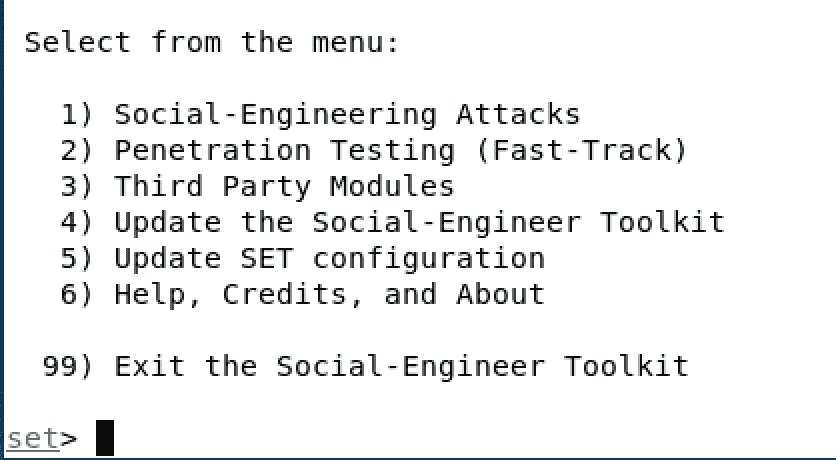 Select from the menu:
1) Social-Engineering Attacks
2) Penetration Testing (Fast-Track)
3) Third Party Modules
4) Update the Social-Engineer Toolkit
5) Update SET configuration
6) Help, Credits, and About
99) Exit the Social-Engineer Toolkit
set>